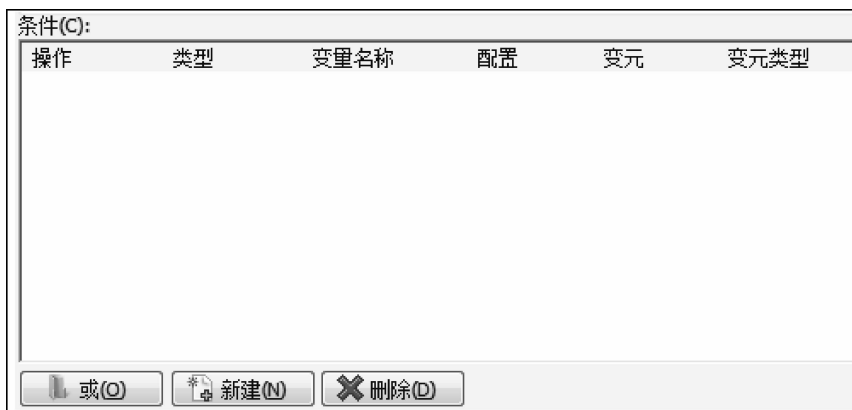 条件(C):
操作 类型 变量名称 配置 变元 变元类型
或(O) 新建(N) 删除(D)